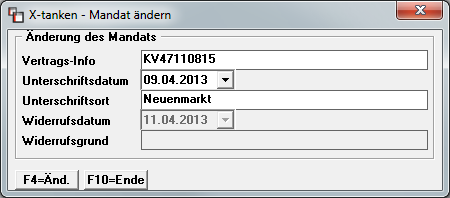 X-tanken - Mandat ändern
Änderung des Mandats
Vertrags-Info KV47110815
Unterschriftsdatum 09.04.2013
Unterschriftsort Neuenmarkt
Widerrufsdatum 11.04.2013
Widerrufsgrund
F4=Änd. F10=Ende